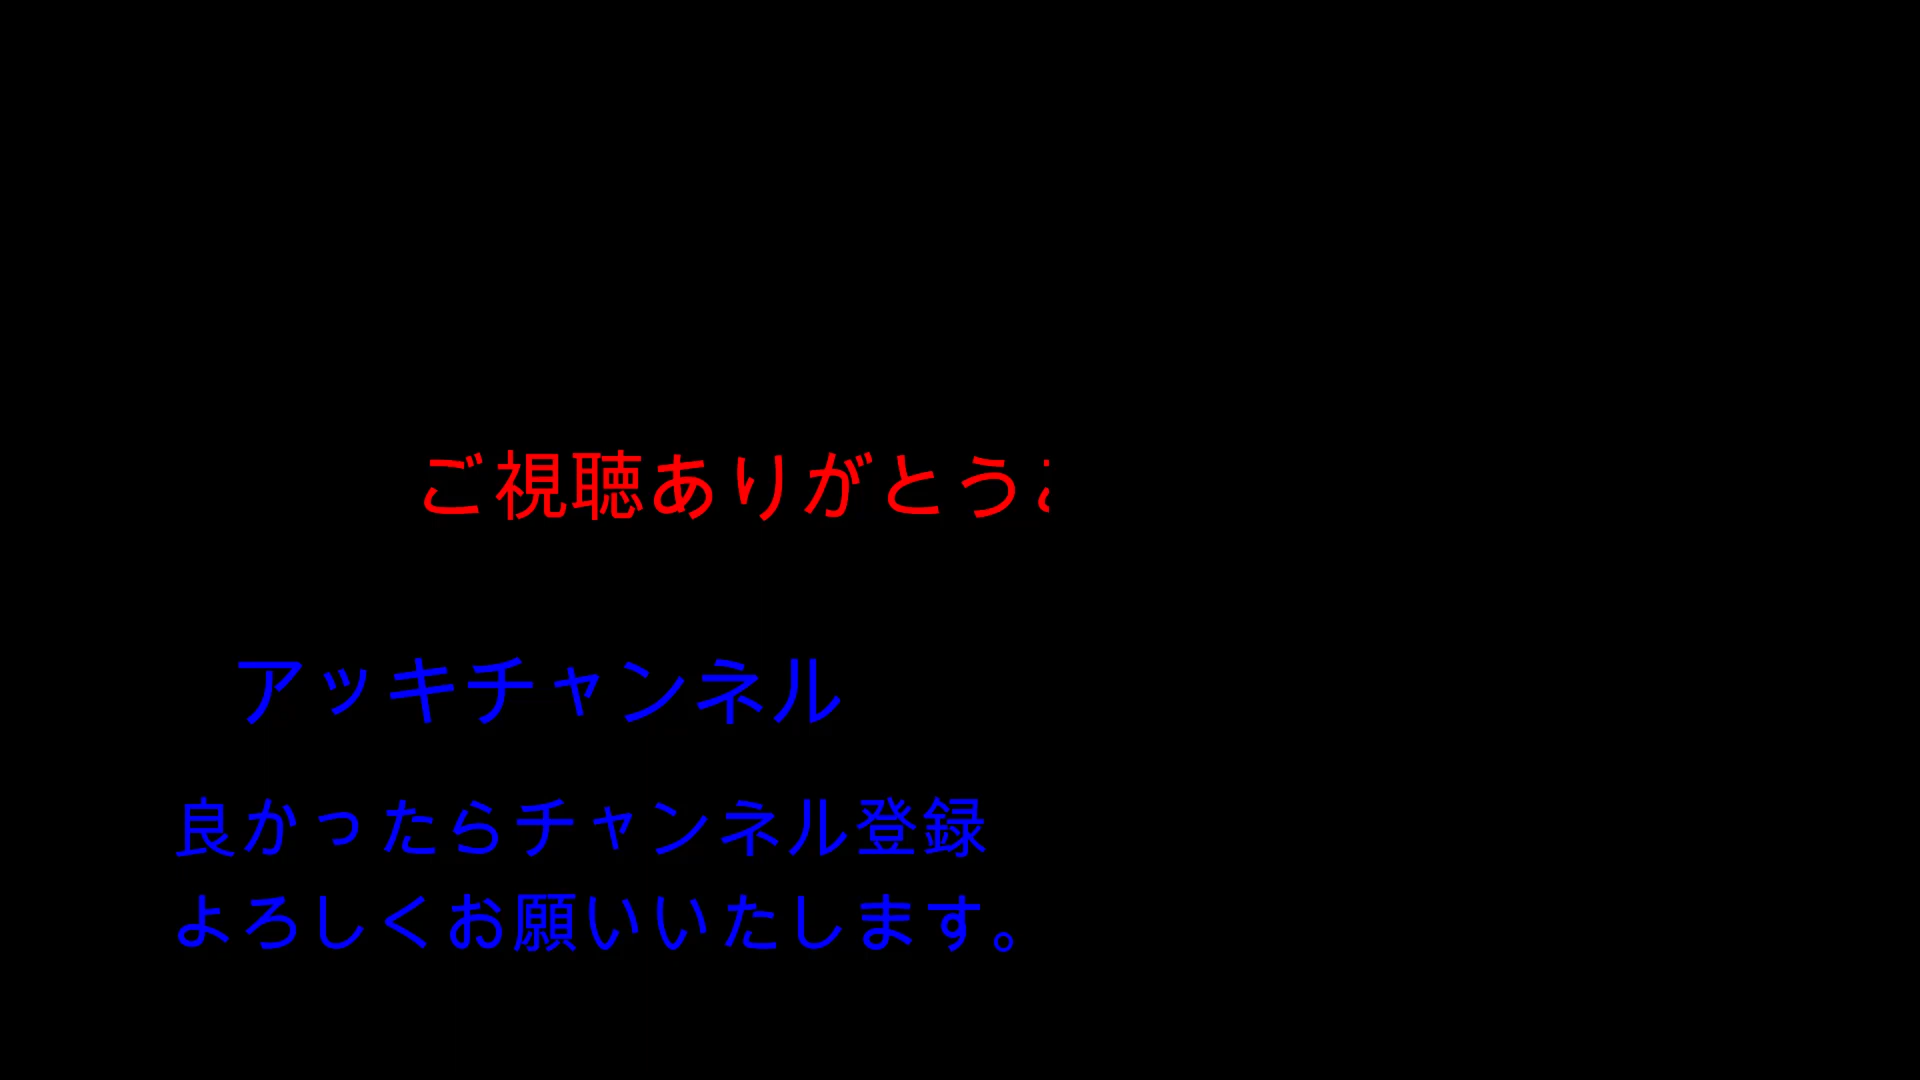 ご視聴ありがとう
アッキチャンネル
良かったらチャンネル登録
よろしくお願いいたします。